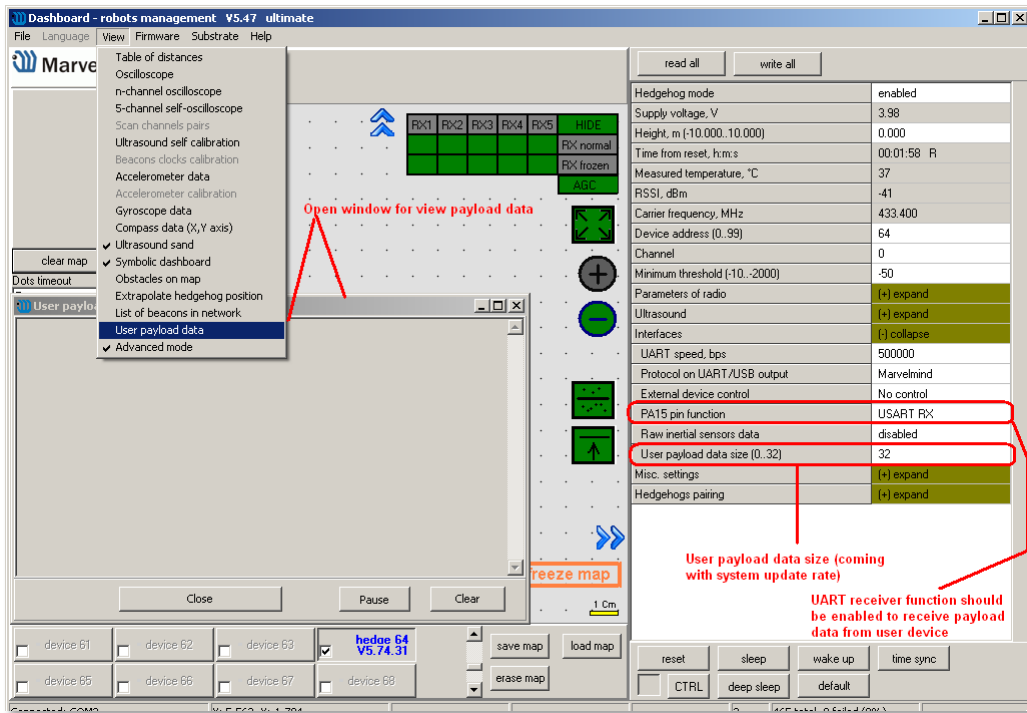 Dashboard - robots management V5.47 ultimate
File Language View Firmware Substrate Help
Marve
Table of distances
Oscilloscope
n-channel oscilloscope
5-channel self-oscilloscope
Scan channels pairs
Ultrasound self calibration
Beacons clocks calibration
Accelerometer data
Accelerometer calibration
Gyroscope data
Compass data (X,Y axis)
Ultrasound sand
Symbolic dashboard
Obstacles on map
Extrapolate hedgehog position
List of beacons in network
User payload data
Advanced mode
clear map
Dots timeout
RX1 RX2 RX3 RX4 RX5 HIDE
RX normal
RX frozen
AGC
Open window for view payload data
User paylo
Close Pause Clear
freeze map
1 Cm
device 61 device 62 device 63 hedge 64
V5.74.31
device 65 device 66 device 67 device 68
save map load map
erase map
read all write all
Hedgehog mode enabled
Supply voltage, V 3.98
Height, m (-10.000..10.000) 0.000
Time from reset, h:m:s 00:01:58 R
Measured temperature, °C 37
RSSI, dBm -41
Carrier frequency, MHz 433.400
Device address (0..99) 64
Channel 0
Minimum threshold (-10..-2000) -50
Parameters of radio (+) expand
Ultrasound (+) expand
Interfaces (-) collapse
UART speed, bps 500000
Protocol on UART/USB output Marvelmind
External device control No control
PA15 pin function USART RX
Raw inertial sensors data disabled
User payload data size (0..32) 32
Misc. settings (+) expand
Hedgehogs pairing (+) expand
User payload data size (coming
with system update rate)
UART receiver function should
be enabled to receive payload
data from user device
reset sleep wake up time sync
CTRL deep sleep default